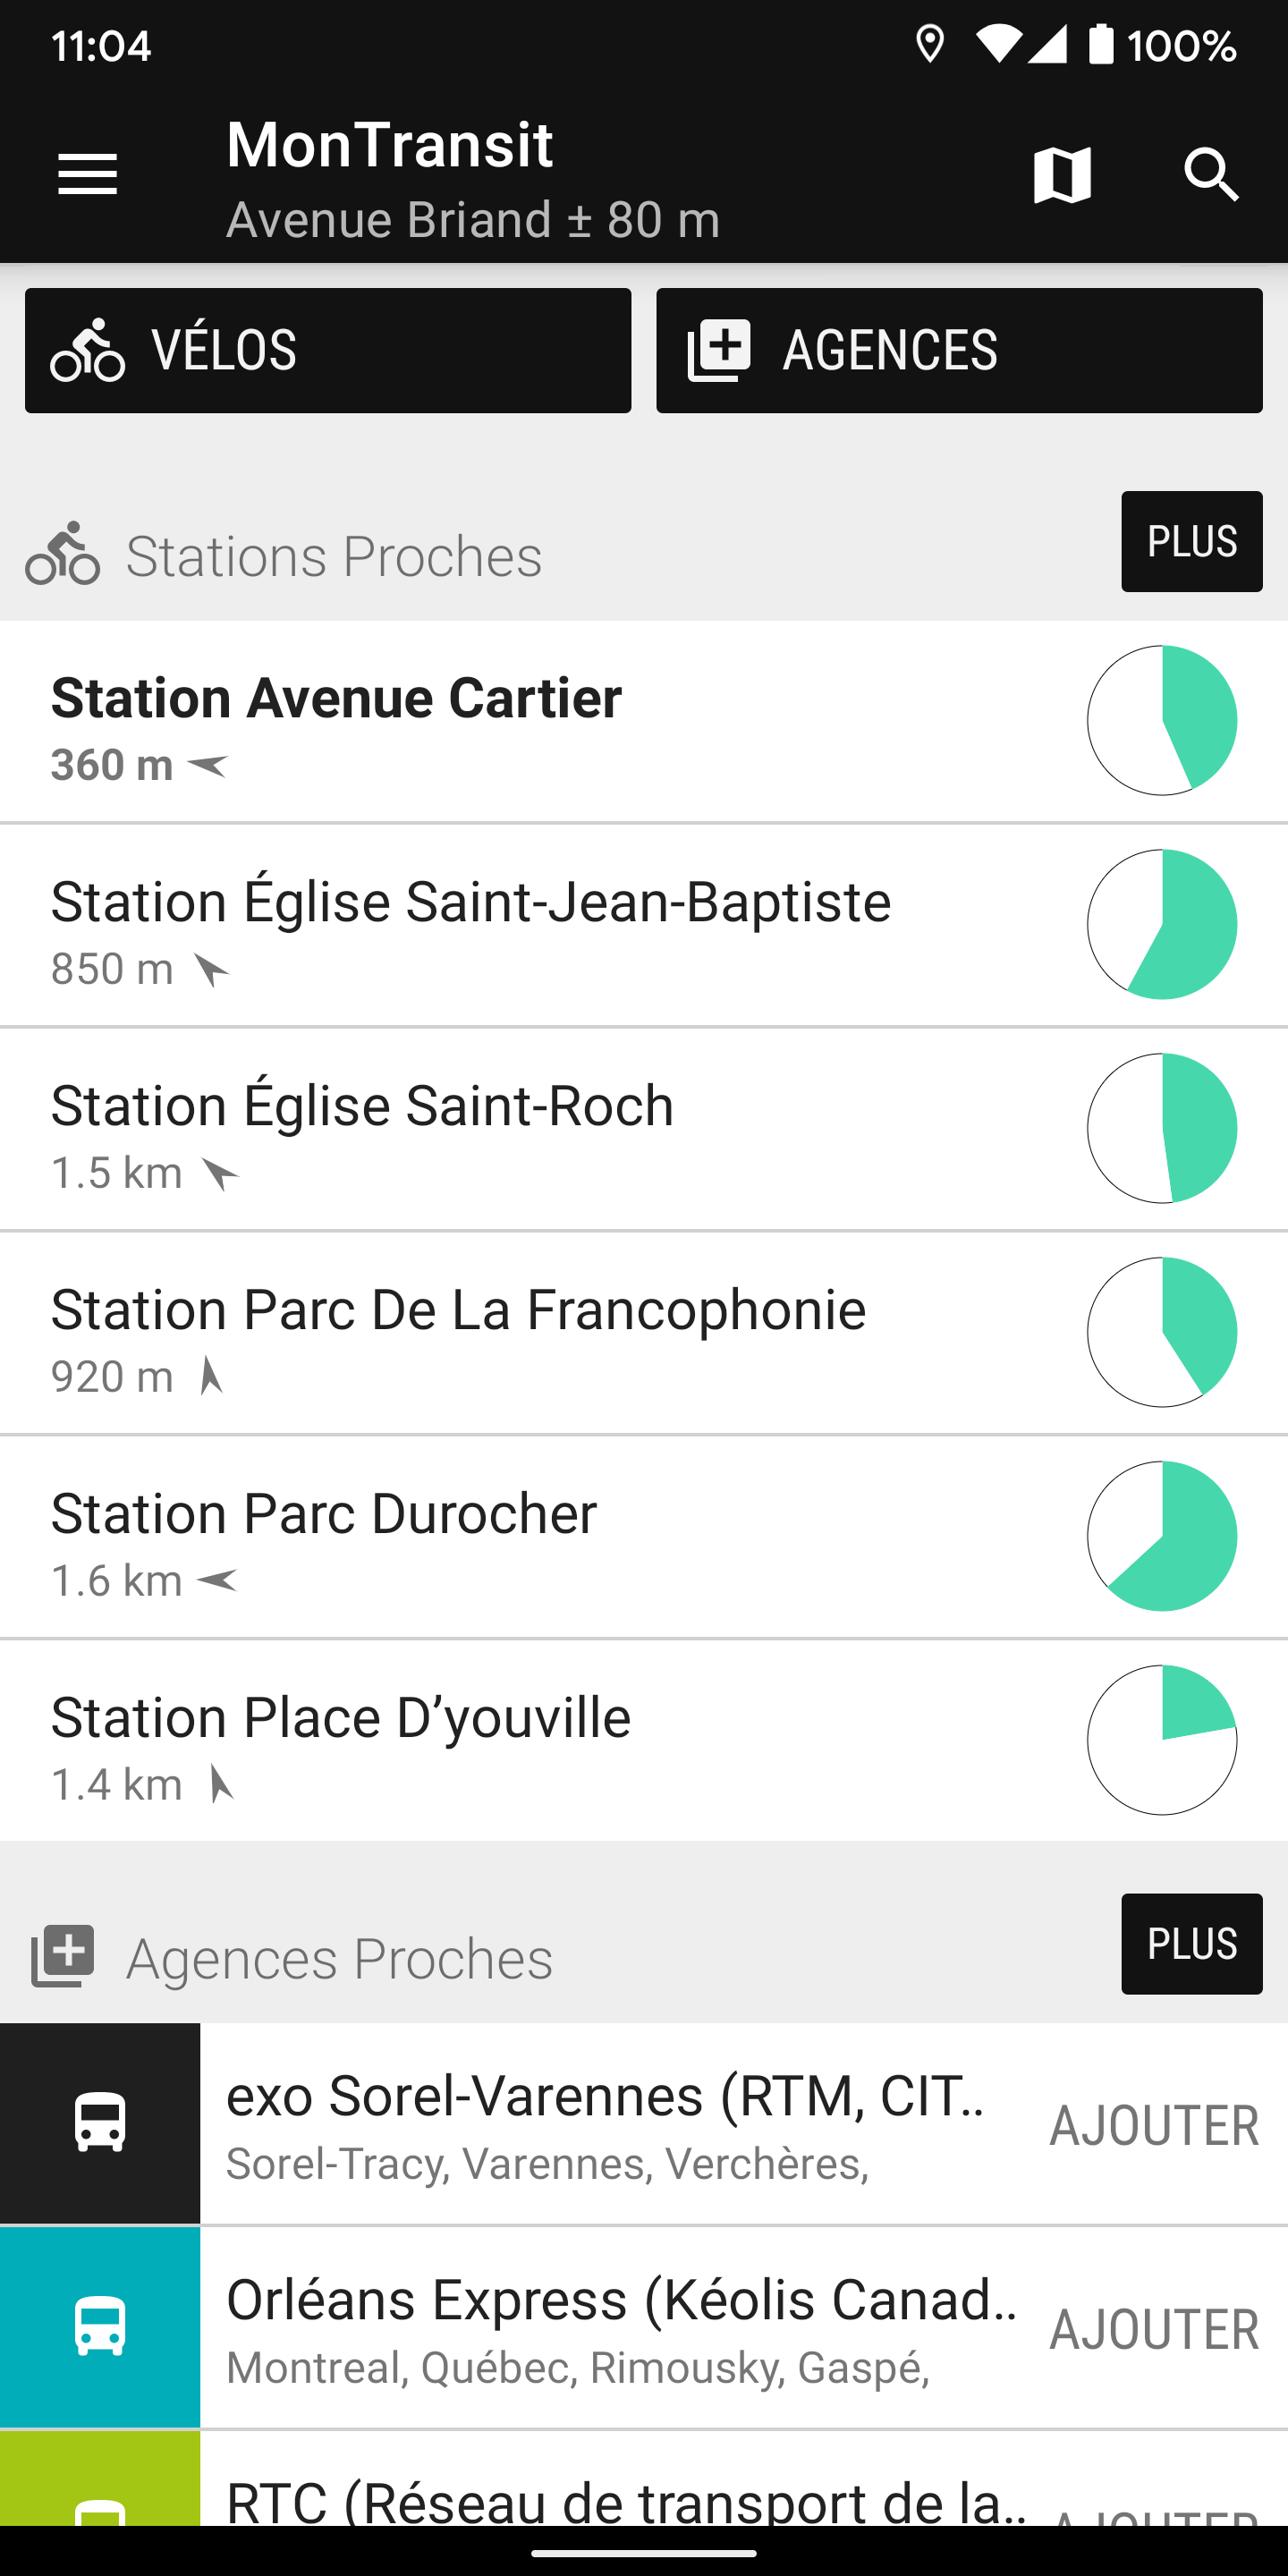 11:04
100%
MonTransit
Avenue Briand ± 80 m
VÉLOS
AGENCES
Stations Proches
PLUS
Station Avenue Cartier
360 m
Station Église Saint-Jean-Baptiste
850 m
Station Église Saint-Roch
1.5 km
Station Parc De La Francophonie
920 m
Station Parc Durocher
1.6 km
Station Place D’youville
1.4 km
Agences Proches
PLUS
exo Sorel-Varennes (RTM, CIT..
AJOUTER
Sorel-Tracy, Varennes, Verchères,
Orléans Express (Kéolis Canad..
AJOUTER
Montreal, Québec, Rimousky, Gaspé,
RTC (Réseau de transport de la..
AJOUTER